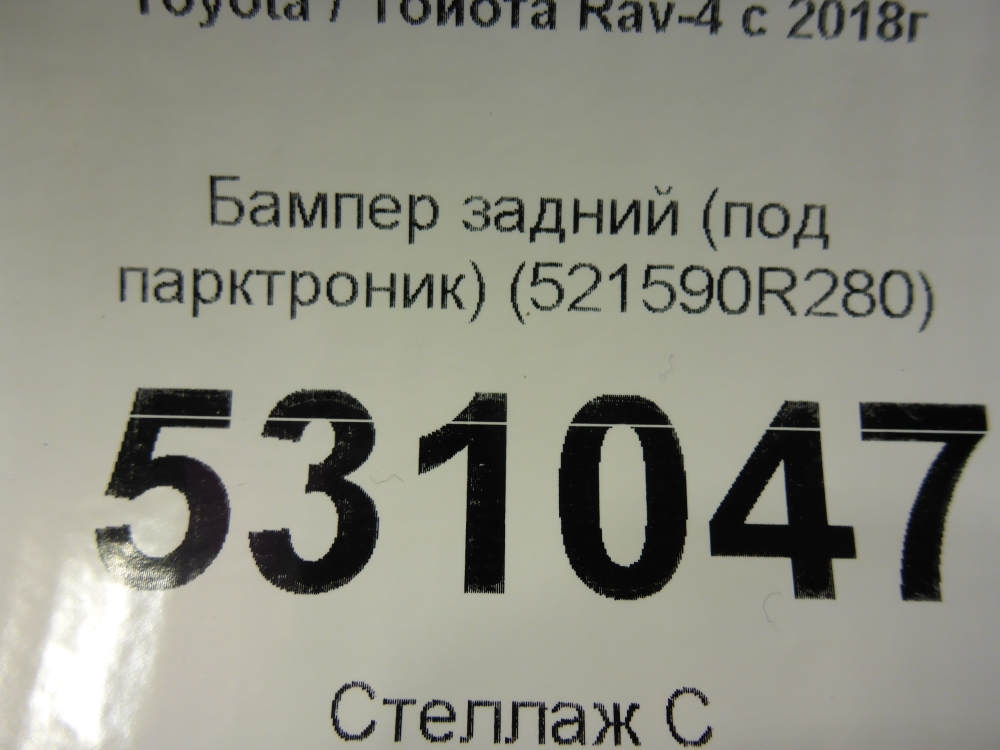 Toyota / Тойота Rav-4 с 2018г
Бампер задний (под
парктроник) (521590R280)
531047
Стеллаж С